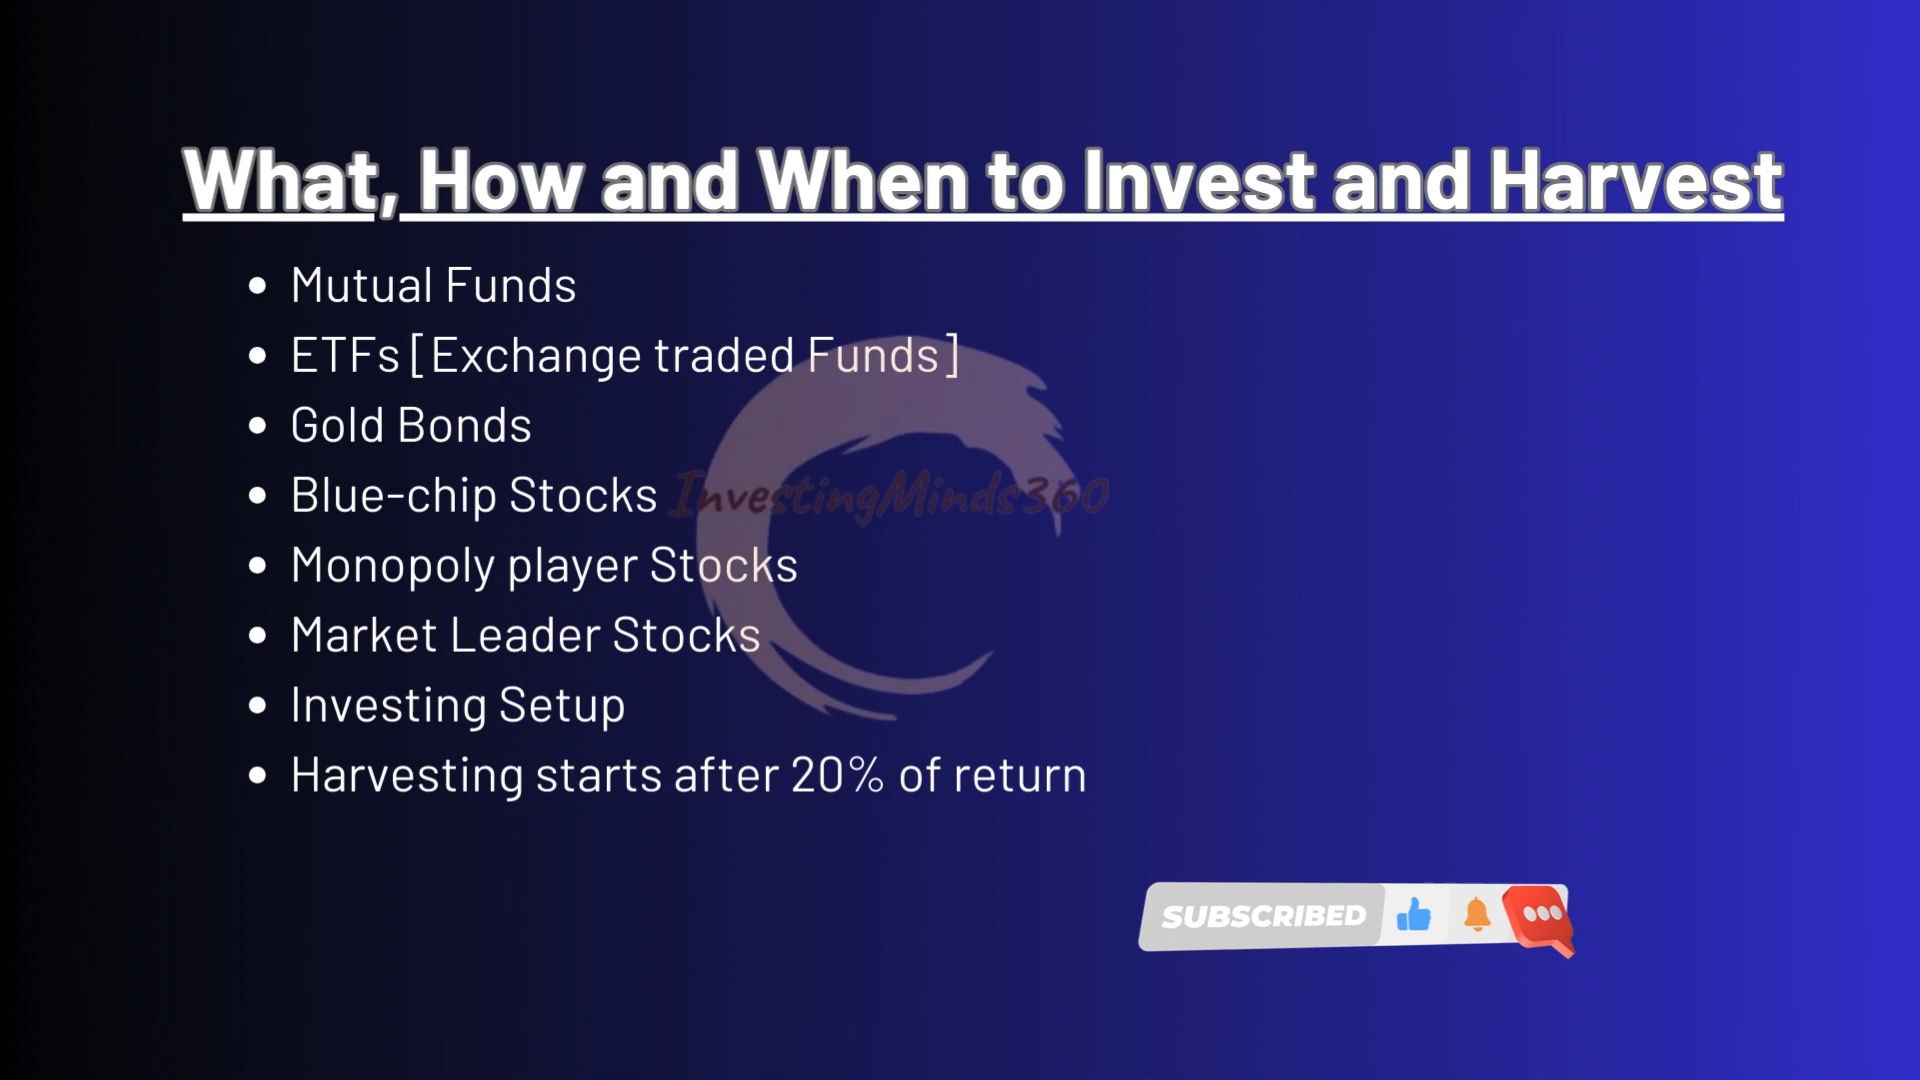 What, How and When to Invest and Harvest
Mutual Funds
ETFs [Exchange traded Funds]
Gold Bonds
Blue-chip Stocks
InvestingMinds360
Monopoly player Stocks
Market Leader Stocks
Investing Setup
Harvesting starts after 20% of return
SUBSCRIBED